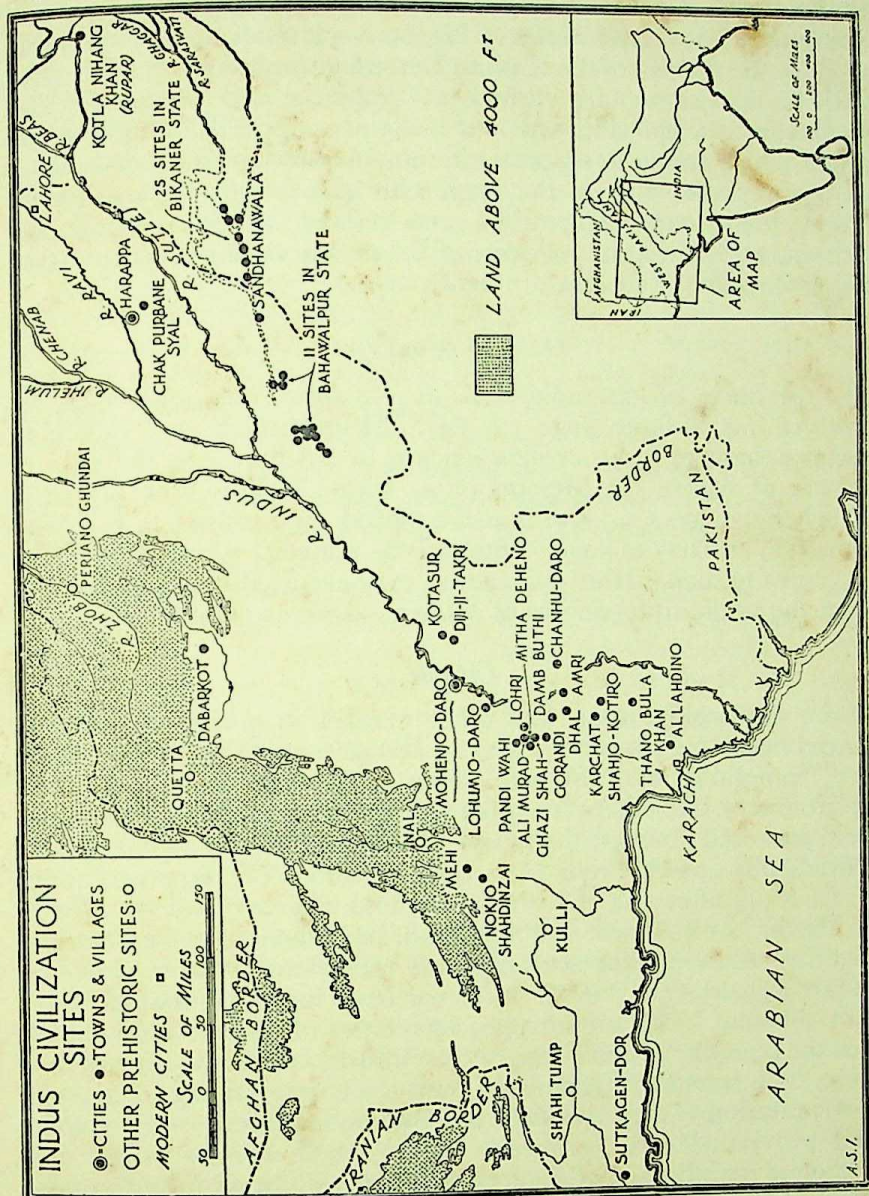 INDUS CIVILIZATION
SITES
◎=CITIES ●=TOWNS & VILLAGES
OTHER PREHISTORIC SITES: O
MODERN CITIES □
SCALE OF MILES
50 0 50 100 150
AFGHAN BORDER
IRANIAN BORDER
QUETTA
DABARKOT
R. ZHOB
PERIANO GHUNDAI
R. JHELUM
R. CHENAB
R. RAVI
LAHORE
R. BEAS
KOTLA NIHANG
KHAN
(RUPAR)
R. GHAGGAR
R. SARASVATI
HARAPPA
CHAK PURBANE
SYAL
R. SUTLEJ
25 SITES IN
BIKANER STATE
SANDHANAWALA
11 SITES IN
BAHAWALPUR STATE
INDUS R.
NAL
MEHI
NOKJO
SHAHDINZAI
KULLI
SHAHI TUMP
SUTKAGEN-DOR
MOHENJO-DARO
LOHUMJO-DARO
KOTASUR
DIJI-JI-TAKRI
PANDI WAHI
ALI MURAD
LOHRI
GHAZI SHAH
MITHA DEHENO
DAMB BUTHI
GORANDI
CHANHU-DARO
DHAL
AMRI
KARCHAT
SHAHJO-KOTIRO
THANO BULA
KHAN
ALLAHDINO
KARACHI
ARABIAN SEA
PAKISTAN BORDER
LAND ABOVE 4000 FT
IRAN
AFGHANISTAN
INDIA
AREA OF
MAP
SCALE OF MILES
A.S.I.